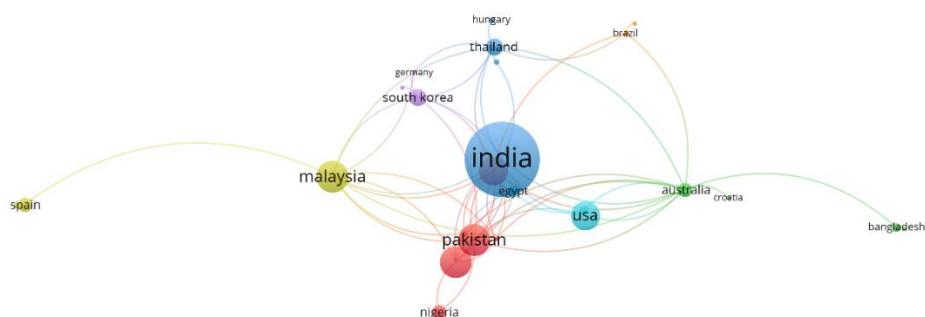 hungary
brazil
thailand
germany
south korea
india
malaysia
egypt
australia
croatia
spain
usa
bangladesh
pakistan
nigeria